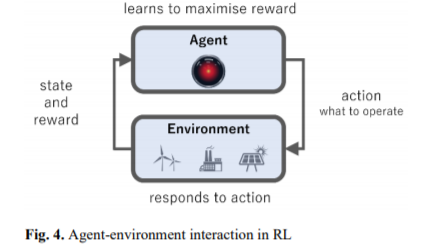 learns to maximise reward
Agent
state
and
reward
action
what to operate
Environment
responds to action
Fig. 4. Agent-environment interaction in RL